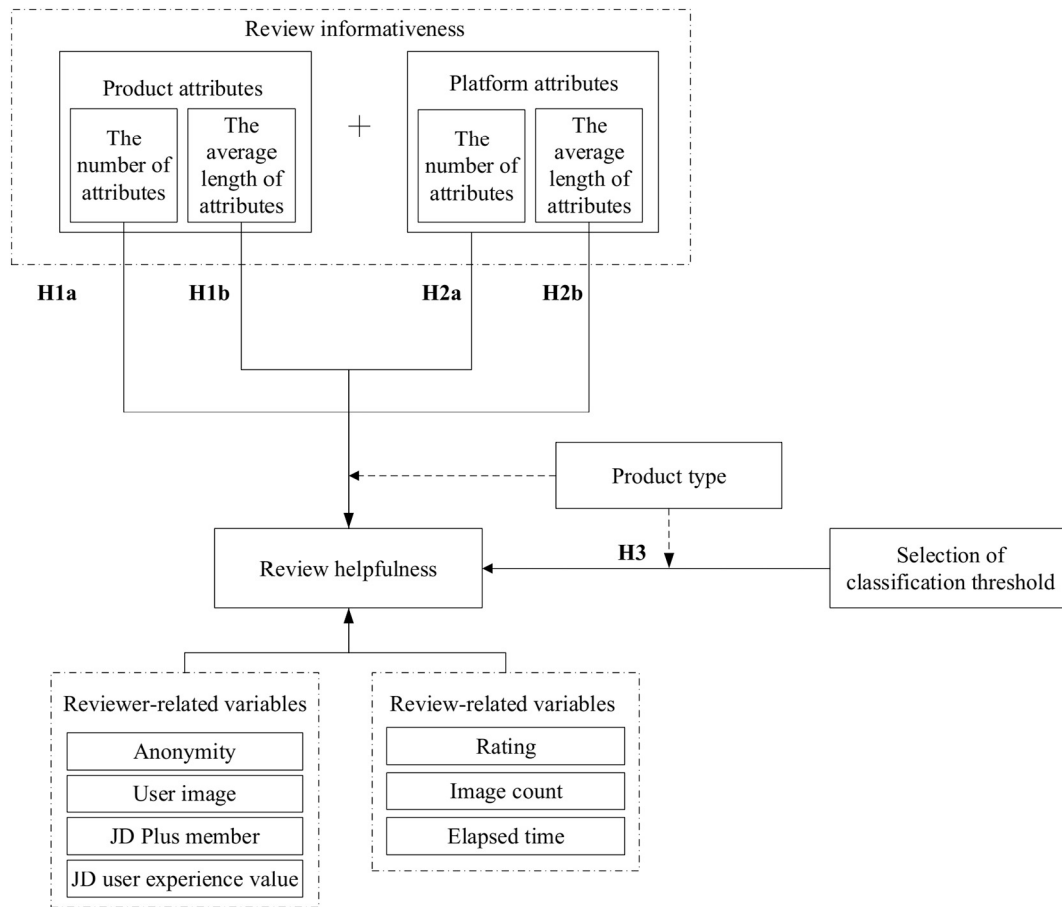 Review informativeness
Product attributes
The
number of
attributes
The
average
length of
attributes
+
Platform attributes
The
number of
attributes
The
average
length of
attributes
H1a
H1b
H2a
H2b
Product type
H3
Review helpfulness
Selection of
classification threshold
Reviewer-related variables
Anonymity
User image
JD Plus member
JD user experience value
Review-related variables
Rating
Image count
Elapsed time